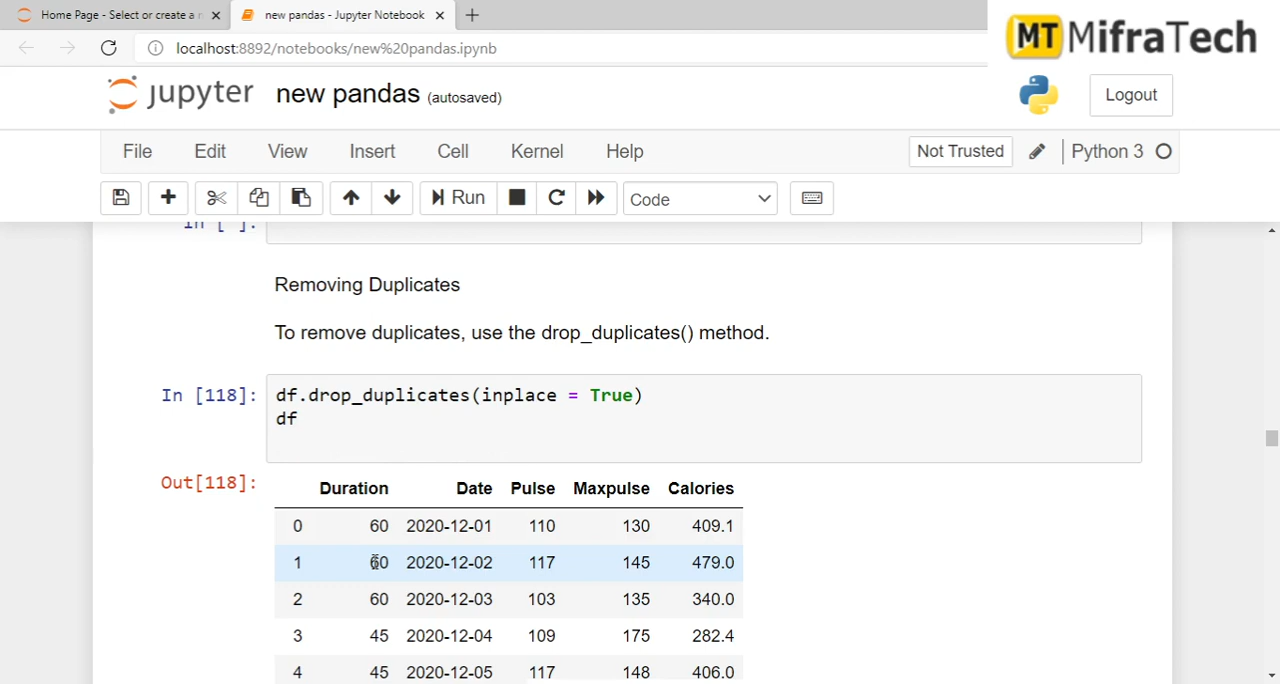 Home Page - Select or create a n
new pandas - Jupyter Notebook
localhost:8892/notebooks/new%20pandas.ipynb
MT MifraTech
jupyter new pandas (autosaved)
Logout
File Edit View Insert Cell Kernel Help
Not Trusted
Python 3
Run
Code
In [ ]:
Removing Duplicates
To remove duplicates, use the drop_duplicates() method.
In [118]: df.drop_duplicates(inplace = True)
df
Out[118]:
Duration Date Pulse Maxpulse Calories
0 60 2020-12-01 110 130 409.1
1 60 2020-12-02 117 145 479.0
2 60 2020-12-03 103 135 340.0
3 45 2020-12-04 109 175 282.4
4 45 2020-12-05 117 148 406.0